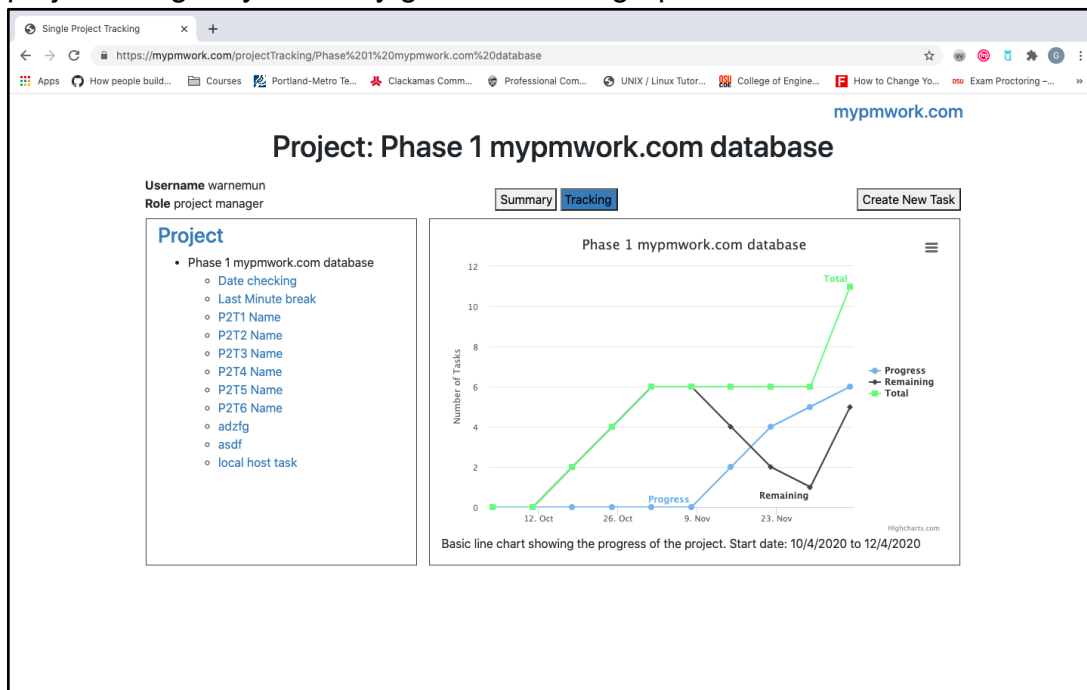 Single Project Tracking
https://mypmwork.com/projectTracking/Phase%201%20mypmwork.com%20database
Apps How people build... Courses Portland-Metro Te... Clackamas Comm... Professional Com... UNIX / Linux Tutor... College of Engine... How to Change Yo... Exam Proctoring –...
mypmwork.com
Project: Phase 1 mypmwork.com database
Username warnemun
Role project manager
Summary Tracking Create New Task
Project
Phase 1 mypmwork.com database
Date checking
Last Minute break
P2T1 Name
P2T2 Name
P2T3 Name
P2T4 Name
P2T5 Name
P2T6 Name
adzfg
asdf
local host task
Phase 1 mypmwork.com database
Number of Tasks
12
10
8
6
4
2
0
Total
Progress
Remaining
12. Oct 26. Oct 9. Nov 23. Nov
Progress
Remaining
Total
Highcharts.com
Basic line chart showing the progress of the project. Start date: 10/4/2020 to 12/4/2020